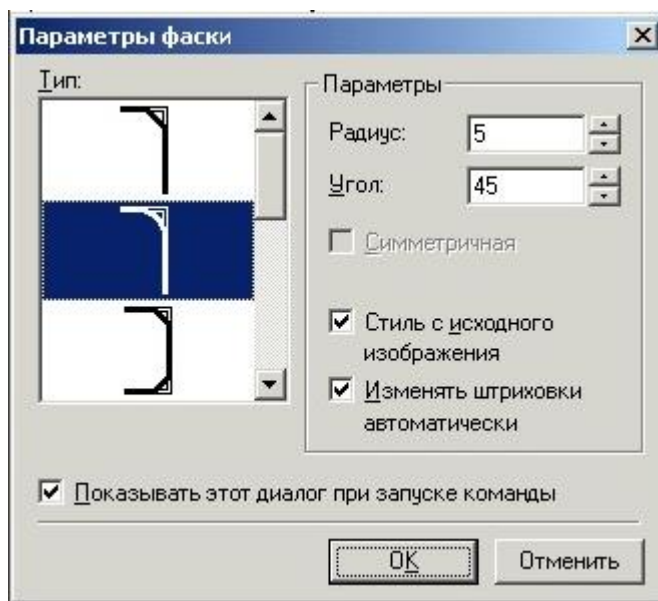 Параметры фаски
Тип:
Параметры
Радиус:
5
Угол:
45
Симметричная
Стиль с исходного
изображения
Изменять штриховки
автоматически
Показывать этот диалог при запуске команды
OK
Отменить